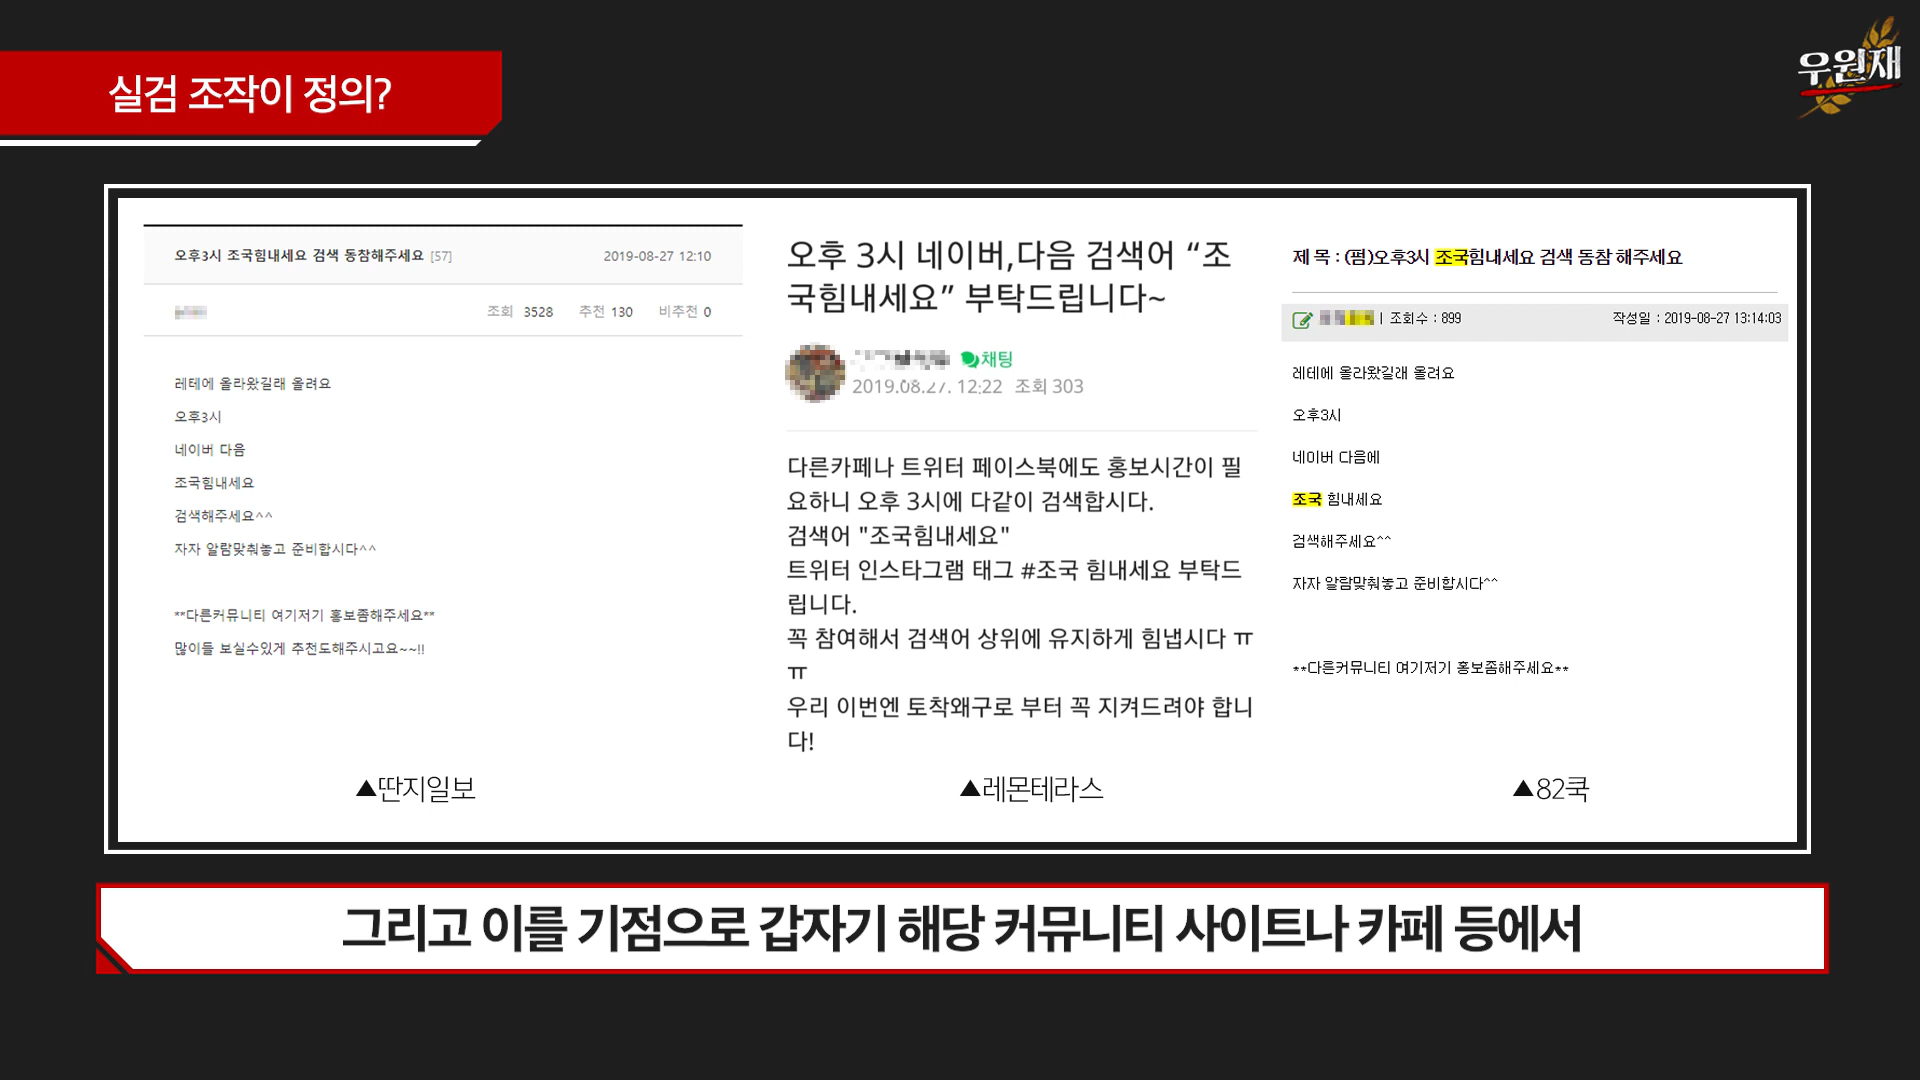 실검 조작이 정의?
우원재
오후3시 조국힘내세요 검색 동참해주세요 [57]
2019-08-27 12:10
조회 3528 추천 130 비추천 0
레테에 올라왔길래 올려요
오후3시
네이버 다음
조국힘내세요
검색해주세요^^
자자 알람맞춰놓고 준비합시다^^
**다른커뮤니티 여기저기 홍보좀해주세요**
많이들 보실수있게 추천도해주시고요~~!!
▲딴지일보
오후 3시 네이버,다음 검색어 “조
국힘내세요” 부탁드립니다~
채팅
2019.08.27. 12:22 조회 303
다른카페나 트위터 페이스북에도 홍보시간이 필
요하니 오후 3시에 다같이 검색합시다.
검색어 "조국힘내세요"
트위터 인스타그램 태그 #조국 힘내세요 부탁드
립니다.
꼭 참여해서 검색어 상위에 유지하게 힘냅시다 ㅠ
ㅠ
우리 이번엔 토착왜구로 부터 꼭 지켜드려야 합니
다!
▲레몬테라스
제 목 : (펌)오후3시 조국힘내세요 검색 동참 해주세요
| 조회수 : 899
작성일 : 2019-08-27 13:14:03
레테에 올라왔길래 올려요
오후3시
네이버 다음에
조국 힘내세요
검색해주세요^^
자자 알람맞춰놓고 준비합시다^^
**다른커뮤니티 여기저기 홍보좀해주세요**
▲82쿡
그리고 이를 기점으로 갑자기 해당 커뮤니티 사이트나 카페 등에서